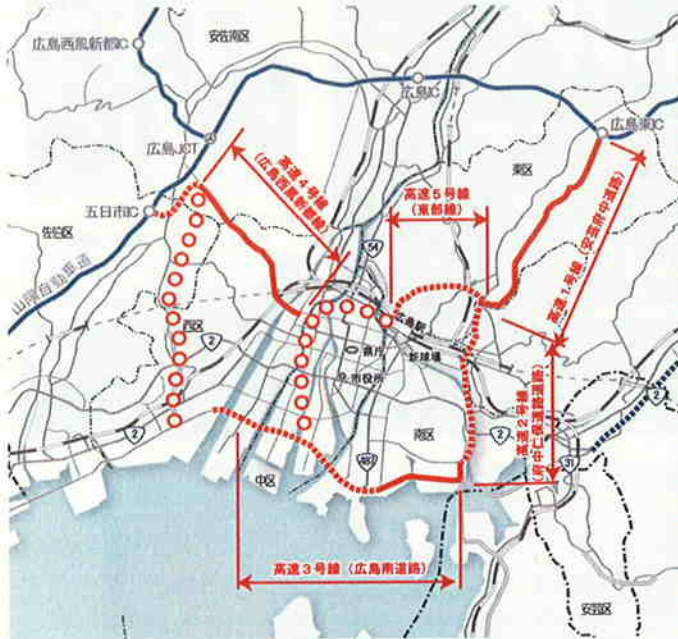 安佐南区
広島西風新都IC
広島IC
広島東IC
広島JCT
東区
高速4号線
(広島西風新都線)
高速5号線
(東部線)
五日市IC
佐伯区
54
高速1号線(安芸府中道路)
山陽自動車道
広島駅
西区
2
県庁
新球場
市役所
高速2号線
(府中仁保道路)
2
南区
2
2
487
31
中区
高速3号線(広島南道路)
安芸区